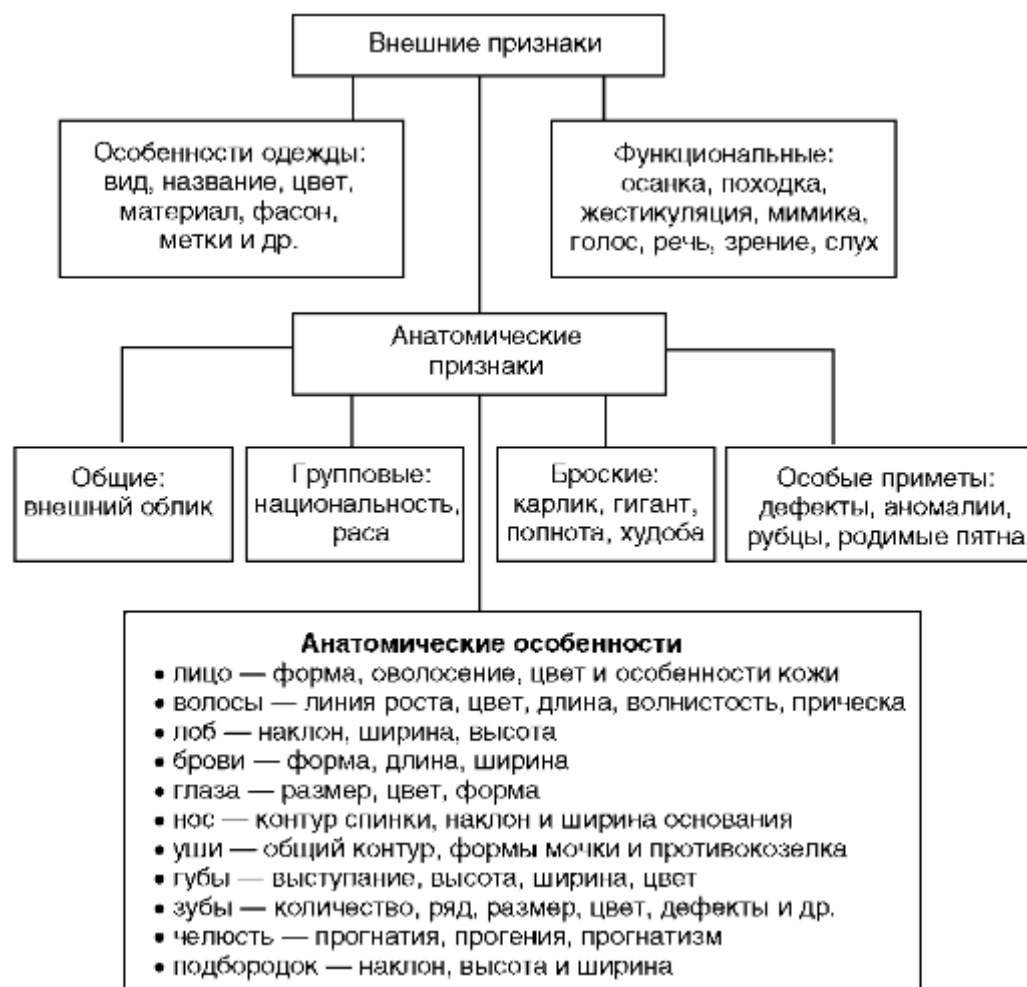 Внешние признаки
Особенности одежды:
вид, название, цвет,
материал, фасон,
метки и др.
Функциональные:
осанка, походка,
жестикуляция, мимика,
голос, речь, зрение, слух
Анатомические
признаки
Общие:
внешний облик
Групповые:
национальность,
раса
Броские:
карлик, гигант,
полнота, худоба
Особые приметы:
дефекты, аномалии,
рубцы, родимые пятна
Анатомические особенности
• лицо — форма, оволосение, цвет и особенности кожи
• волосы — линия роста, цвет, длина, волнистость, прическа
• лоб — наклон, ширина, высота
• брови — форма, длина, ширина
• глаза — размер, цвет, форма
• нос — контур спинки, наклон и ширина основания
• уши — общий контур, формы мочки и противокозелка
• губы — выступание, высота, ширина, цвет
• зубы — количество, ряд, размер, цвет, дефекты и др.
• челюсть — прогнатия, прогения, прогнатизм
• подбородок — наклон, высота и ширина